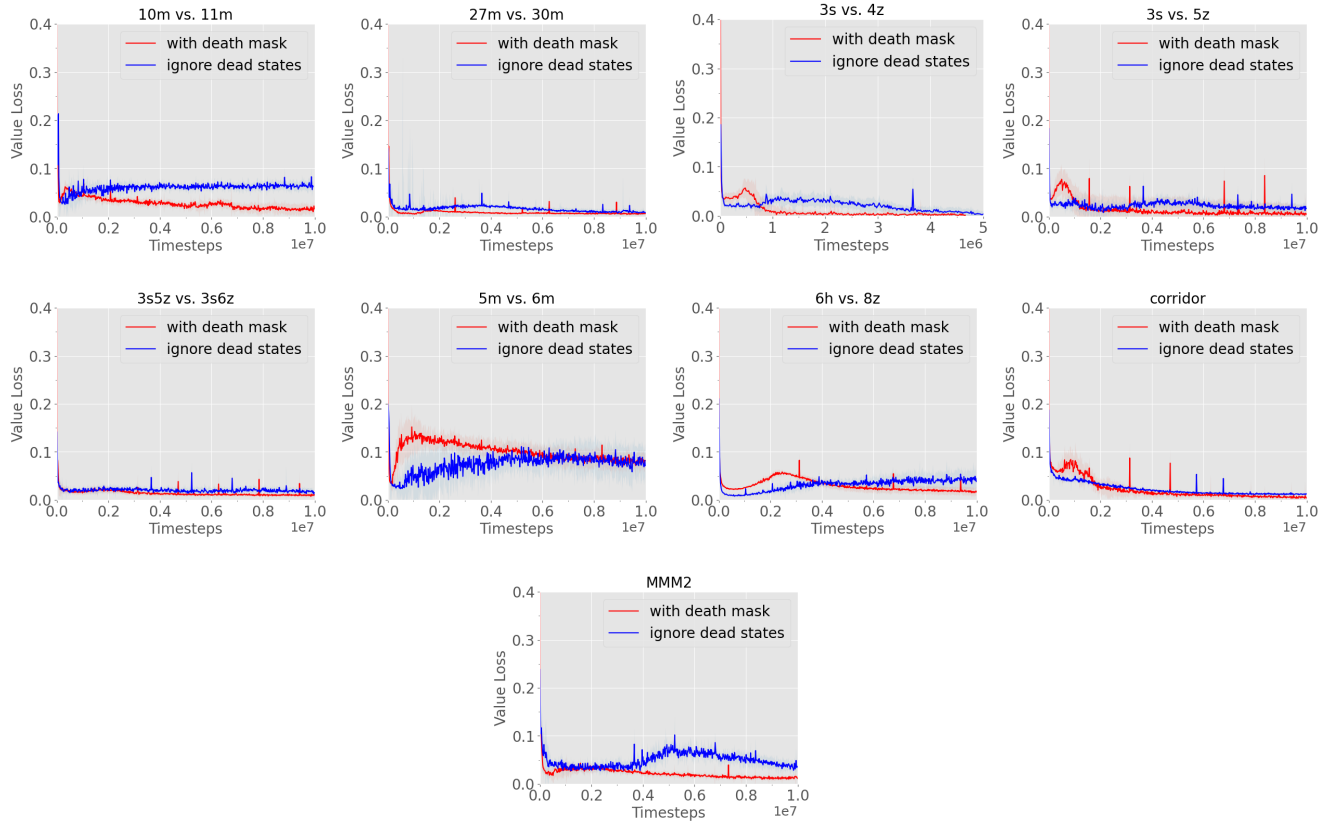 10m vs. 11m
0.4
0.3
0.2
0.1
0.0
Value Loss
with death mask
ignore dead states
0.0 0.2 0.4 0.6 0.8 1.0
Timesteps
1e7
27m vs. 30m
0.4
0.3
0.2
0.1
0.0
Value Loss
with death mask
ignore dead states
0.0 0.2 0.4 0.6 0.8 1.0
Timesteps
1e7
3s vs. 4z
0.4
0.3
0.2
0.1
0.0
Value Loss
with death mask
ignore dead states
0 1 2 3 4 5
Timesteps
1e6
3s vs. 5z
0.4
0.3
0.2
0.1
0.0
Value Loss
with death mask
ignore dead states
0.0 0.2 0.4 0.6 0.8 1.0
Timesteps
1e7
3s5z vs. 3s6z
0.4
0.3
0.2
0.1
0.0
Value Loss
with death mask
ignore dead states
0.0 0.2 0.4 0.6 0.8 1.0
Timesteps
1e7
5m vs. 6m
0.4
0.3
0.2
0.1
0.0
Value Loss
with death mask
ignore dead states
0.0 0.2 0.4 0.6 0.8 1.0
Timesteps
1e7
6h vs. 8z
0.4
0.3
0.2
0.1
0.0
Value Loss
with death mask
ignore dead states
0.0 0.2 0.4 0.6 0.8 1.0
Timesteps
1e7
corridor
0.4
0.3
0.2
0.1
0.0
Value Loss
with death mask
ignore dead states
0.0 0.2 0.4 0.6 0.8 1.0
Timesteps
1e7
MMM2
0.4
0.3
0.2
0.1
0.0
Value Loss
with death mask
ignore dead states
0.0 0.2 0.4 0.6 0.8 1.0
Timesteps
1e7